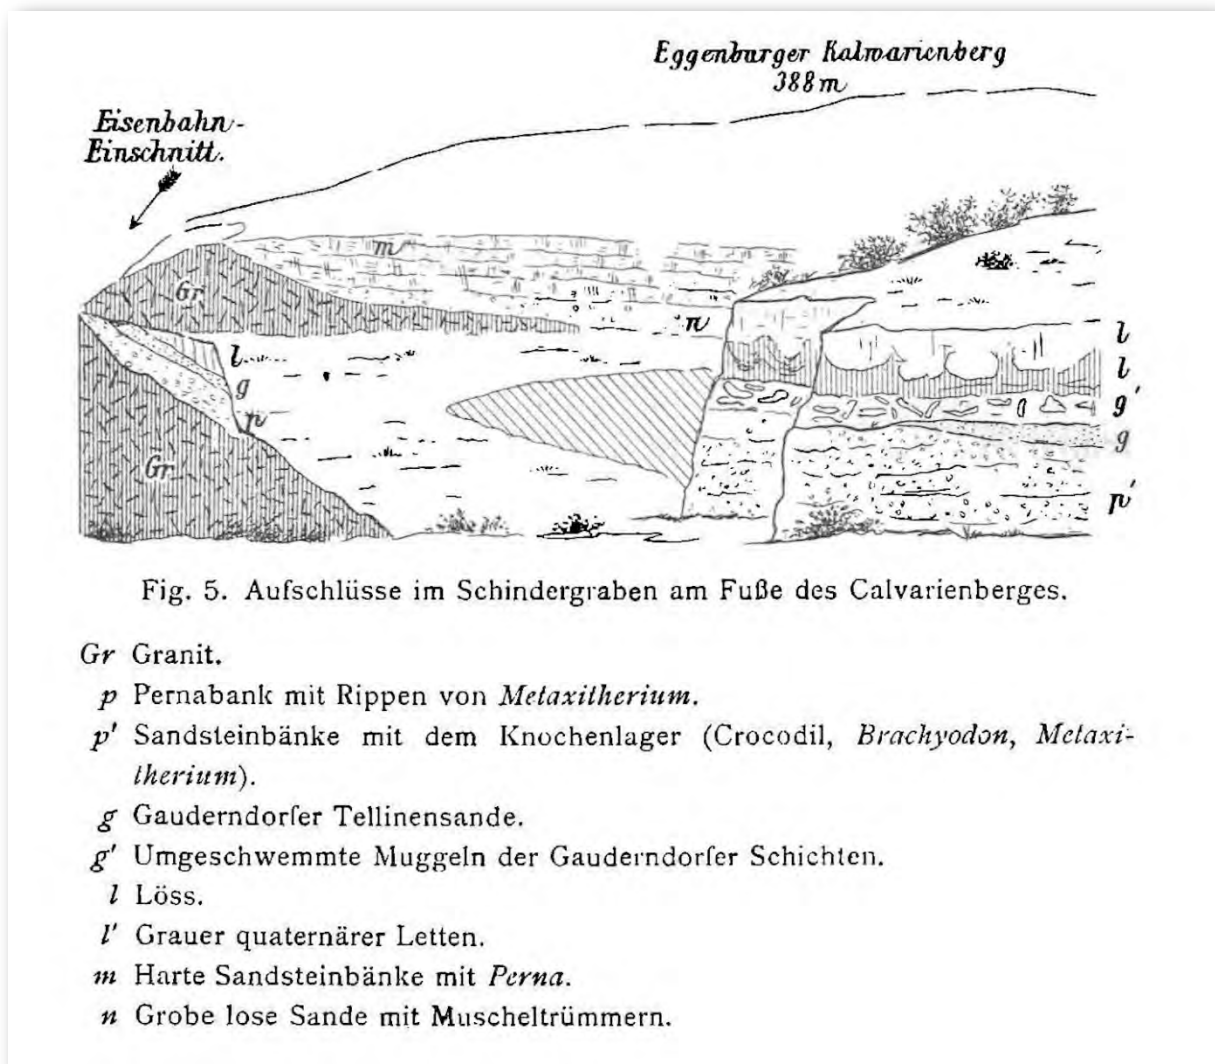 Eggenburger Kalmarienberg
388 m
Eisenbahn-
Einschnitt.
m
Gr
n
l
l
l
g
g'
p
g
Gr
p'
Fig. 5. Aufschlüsse im Schindergraben am Fuße des Calvarienberges.
Gr Granit.
p Pernabank mit Rippen von Metaxitherium.
p' Sandsteinbänke mit dem Knochenlager (Crocodil, Brachyodon, Metaxi-
therium).
g Gauderndorfer Tellinensande.
g' Umgeschwemmte Muggeln der Gauderndorfer Schichten.
l Löss.
l' Grauer quaternärer Letten.
m Harte Sandsteinbänke mit Perna.
n Grobe lose Sande mit Muscheltrümmern.